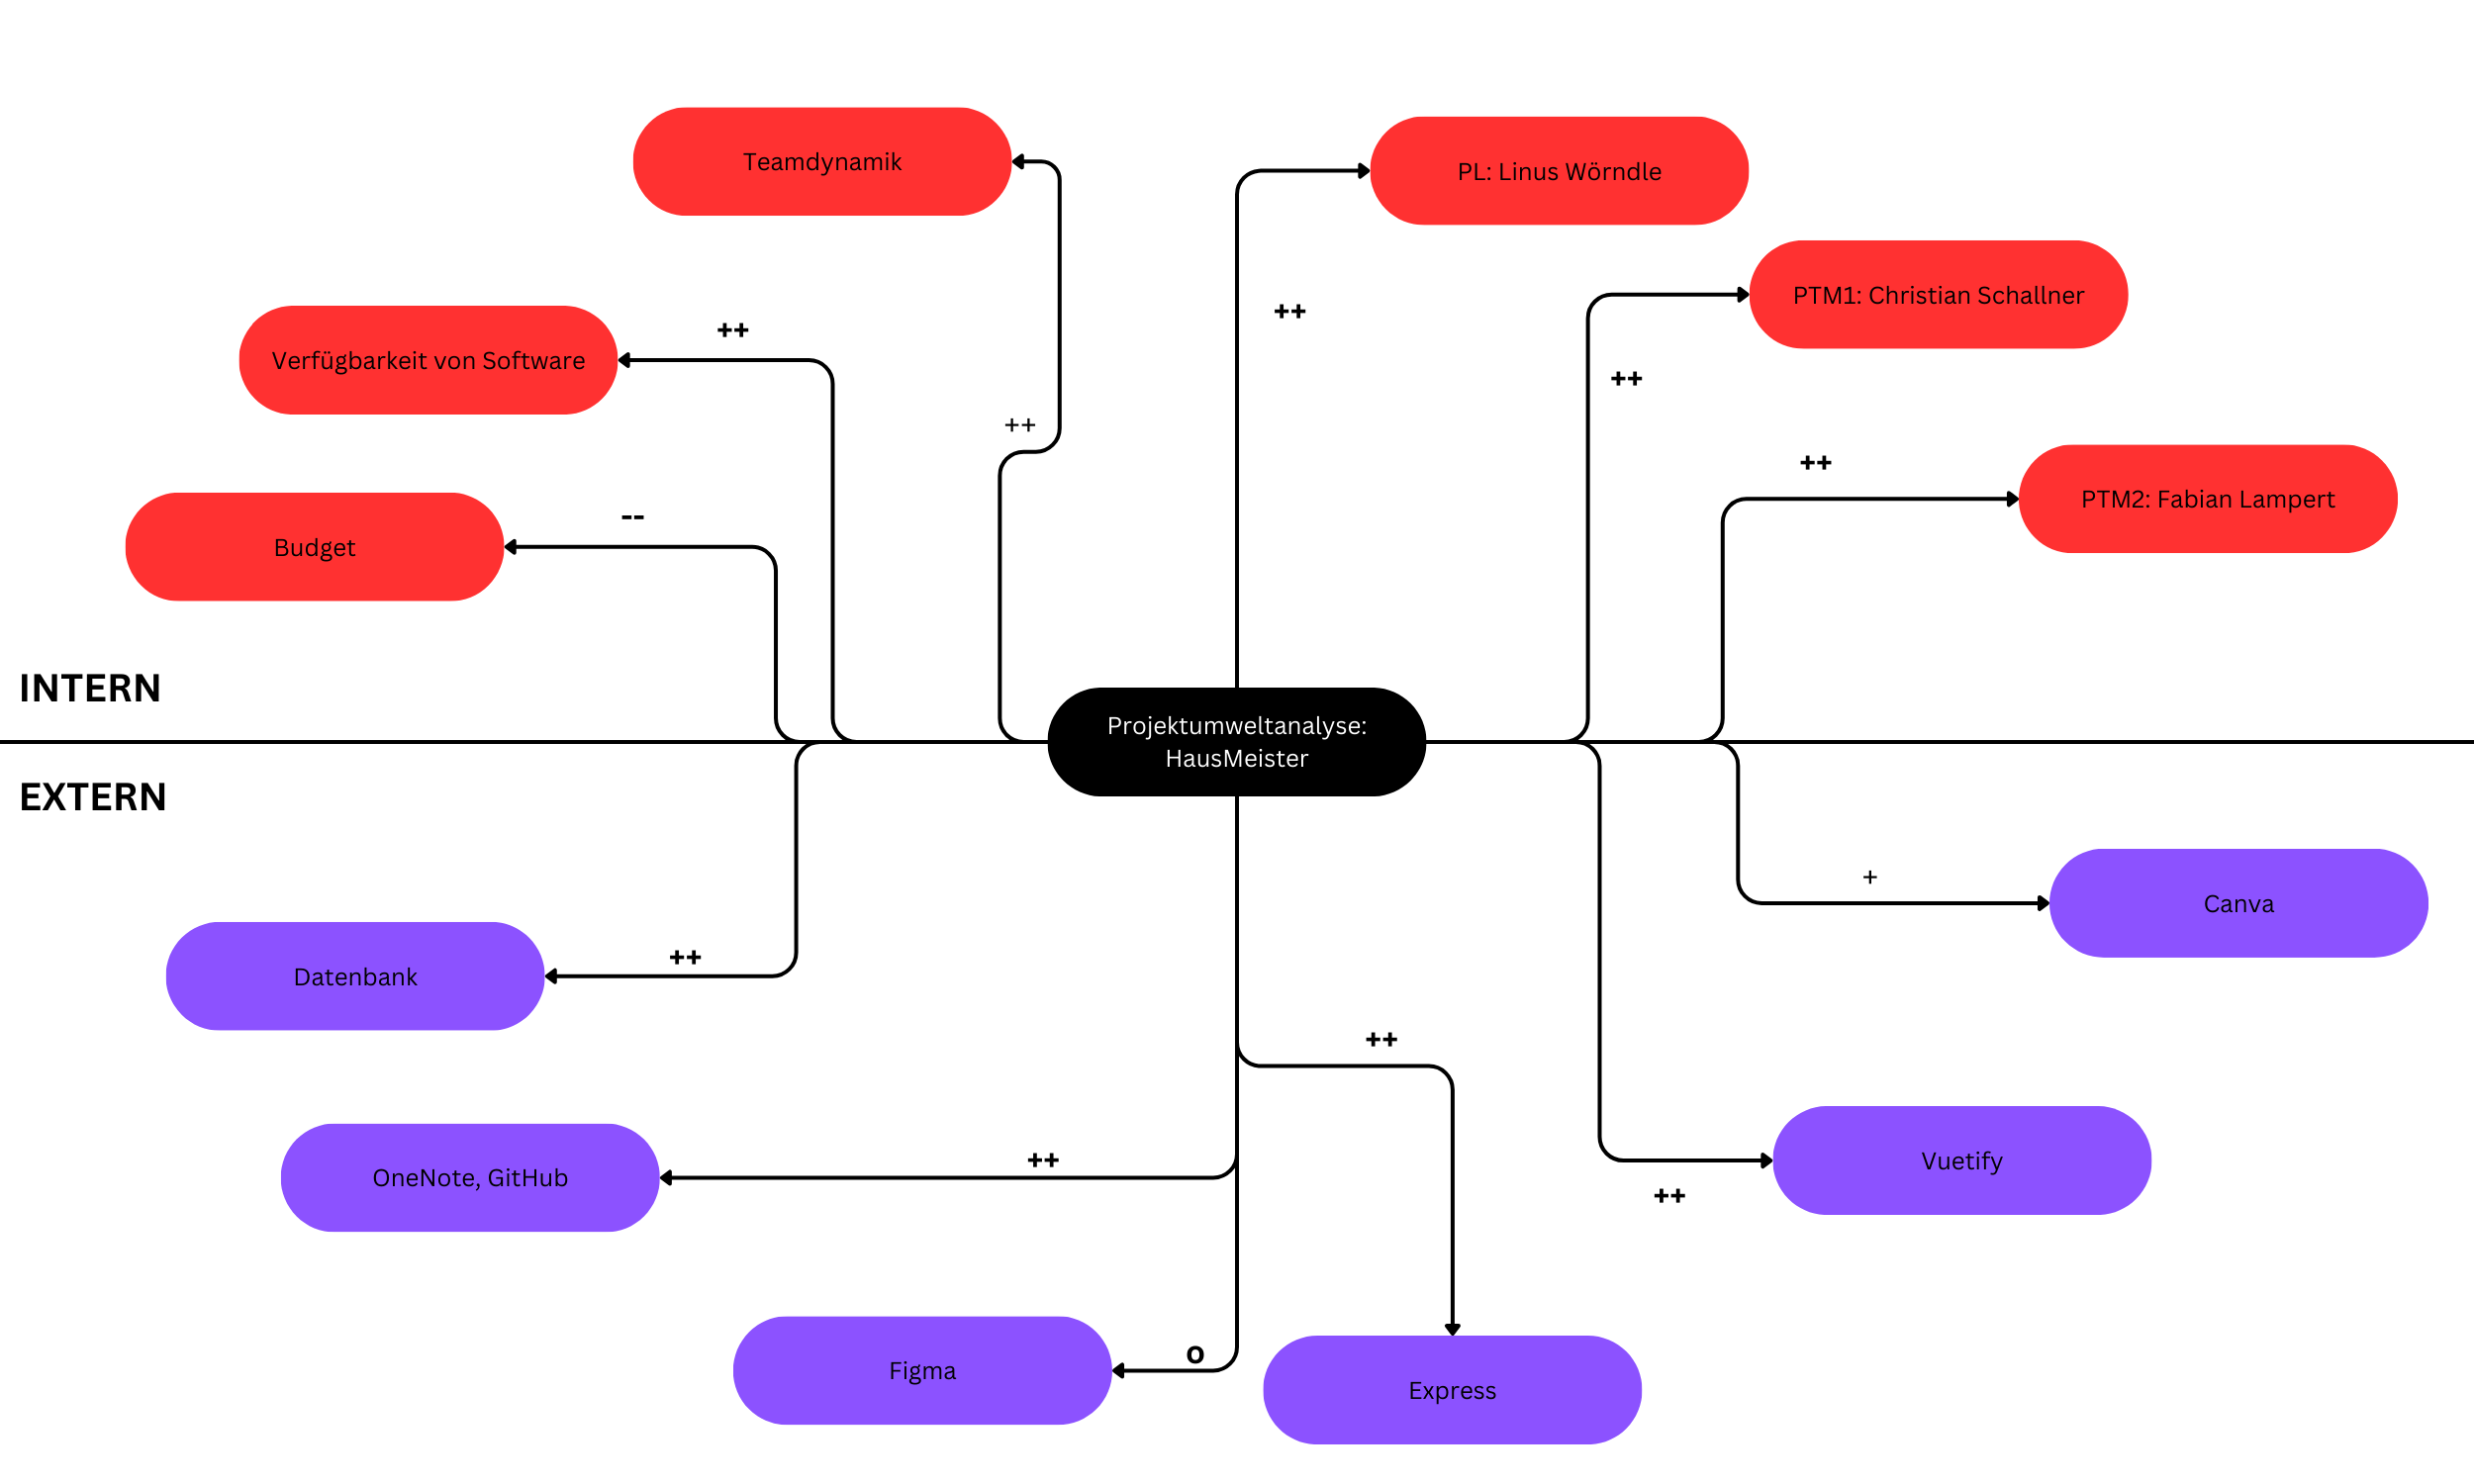 Teamdynamik
PL: Linus Wörndle
PTM1: Christian Schallner
++
++
Verfügbarkeit von Software
++
++
++
PTM2: Fabian Lampert
--
Budget
INTERN
Projektumweltanalyse:
HausMeister
EXTERN
+
Canva
++
Datenbank
++
++
OneNote, GitHub
Vuetify
++
o
Figma
Express